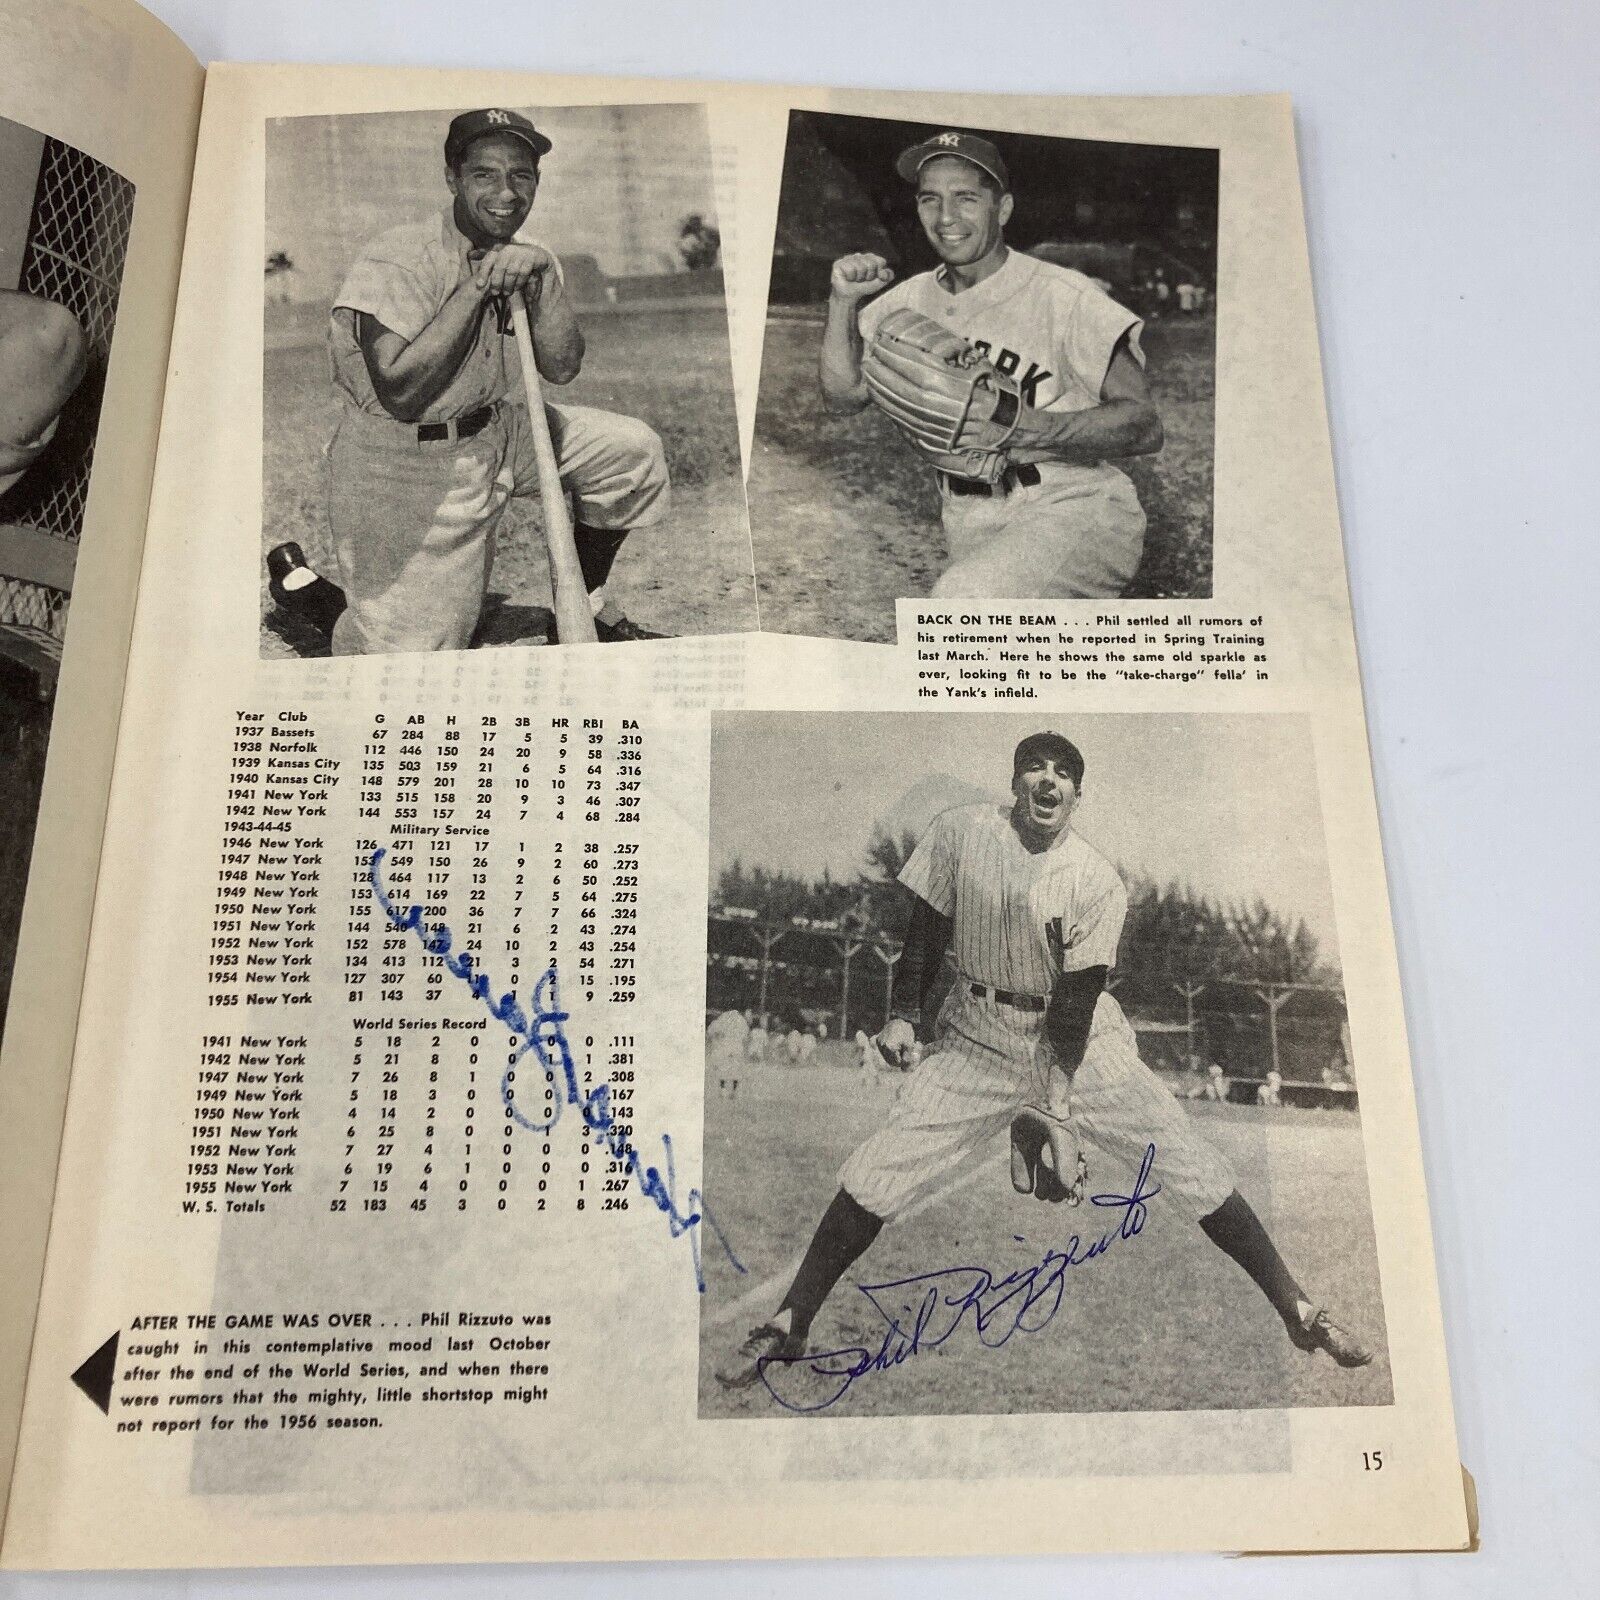 BACK ON THE BEAM . . . Phil settled all rumors of
his retirement when he reported in Spring Training
last March. Here he shows the same old sparkle as
ever, looking fit to be the "take-charge" fella' in
the Yank's infield.
Year Club G AB H 2B 3B HR RBI BA
1937 Bassets 67 284 88 17 5 5 39 .310
1938 Norfolk 112 446 150 24 20 9 58 .336
1939 Kansas City 135 503 159 21 6 5 64 .316
1940 Kansas City 148 579 201 28 10 10 73 .347
1941 New York 133 515 158 20 9 3 46 .307
1942 New York 144 553 157 24 7 4 68 .284
1943-44-45 Military Service
1946 New York 126 471 121 17 1 2 38 .257
1947 New York 153 549 150 26 9 2 60 .273
1948 New York 128 464 117 13 2 6 50 .252
1949 New York 153 614 169 22 7 5 64 .275
1950 New York 155 617 200 36 7 7 66 .324
1951 New York 144 540 148 21 6 2 43 .274
1952 New York 152 578 147 24 10 2 43 .254
1953 New York 134 413 112 21 3 2 54 .271
1954 New York 127 307 60 11 0 2 15 .195
1955 New York 81 143 37 4 1 1 9 .259
World Series Record
1941 New York 5 18 2 0 0 0 0 .111
1942 New York 5 21 8 0 0 1 1 .381
1947 New York 7 26 8 1 0 0 2 .308
1949 New York 5 18 3 0 0 0 1 .167
1950 New York 4 14 2 0 0 0 0 .143
1951 New York 6 25 8 0 0 1 3 .320
1952 New York 7 27 4 1 0 0 0 .148
1953 New York 6 19 6 1 0 0 0 .316
1955 New York 7 15 4 0 0 0 1 .267
W. S. Totals 52 183 45 3 0 2 8 .246
Phil Rizzuto
AFTER THE GAME WAS OVER . . . Phil Rizzuto was
caught in this contemplative mood last October
after the end of the World Series, and when there
were rumors that the mighty, little shortstop might
not report for the 1956 season.
15
NY
NY
RK